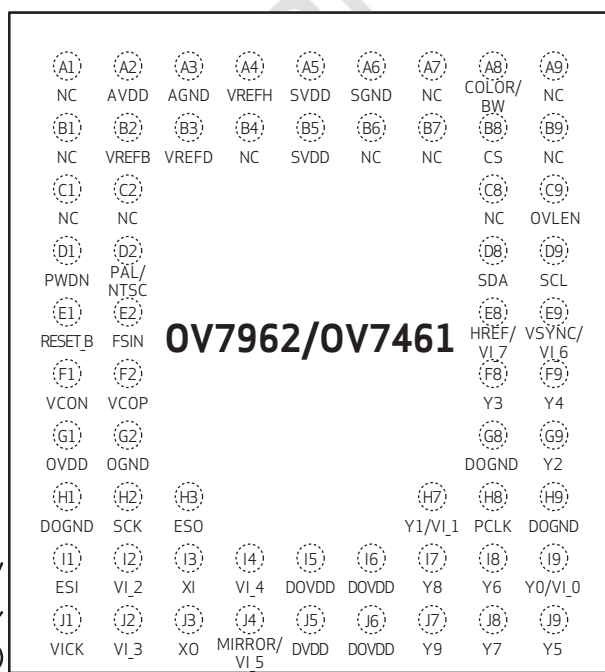 A1 A2 A3 A4 A5 A6 A7 A8 A9
NC AVDD AGND VREFH SVDD SGND NC COLOR/BW NC
B1 B2 B3 B4 B5 B6 B7 B8 B9
NC VREFB VREFD NC SVDD NC NC CS NC
C1 C2 C8 C9
NC NC NC OVLEN
D1 D2 D8 D9
PWDN PAL/NTSC SDA SCL
E1 E2 E8 E9
RESET_B FSIN OV7962/OV7461 HREF/VI_7 VSYNC/VI_6
F1 F2 F8 F9
VCON VCOP Y3 Y4
G1 G2 G8 G9
OVDD OGND DOGND Y2
H1 H2 H3 H7 H8 H9
DOGND SCK ESO Y1/VI_1 PCLK DOGND
I1 I2 I3 I4 I5 I6 I7 I8 I9
ESI VI_2 XI VI_4 DOVDD DOVDD Y8 Y6 Y0/VI_0
J1 J2 J3 J4 J5 J6 J7 J8 J9
VICK VI_3 XO MIRROR/VI_5 DVDD DOVDD Y9 Y7 Y5